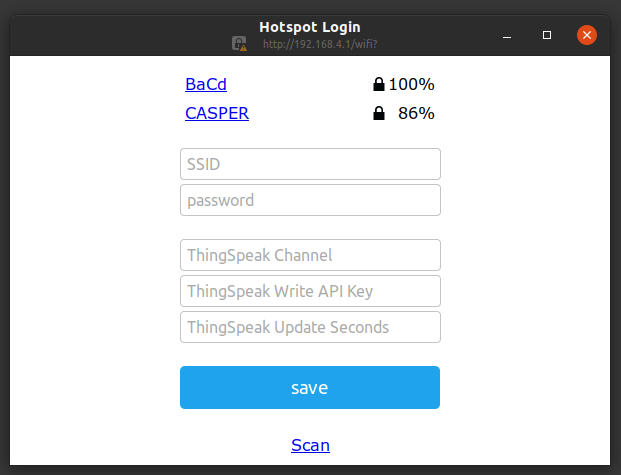 Hotspot Login
http://192.168.4.1/wifi?
BaCd 100%
CASPER 86%
SSID
password
ThingSpeak Channel
ThingSpeak Write API Key
ThingSpeak Update Seconds
save
Scan